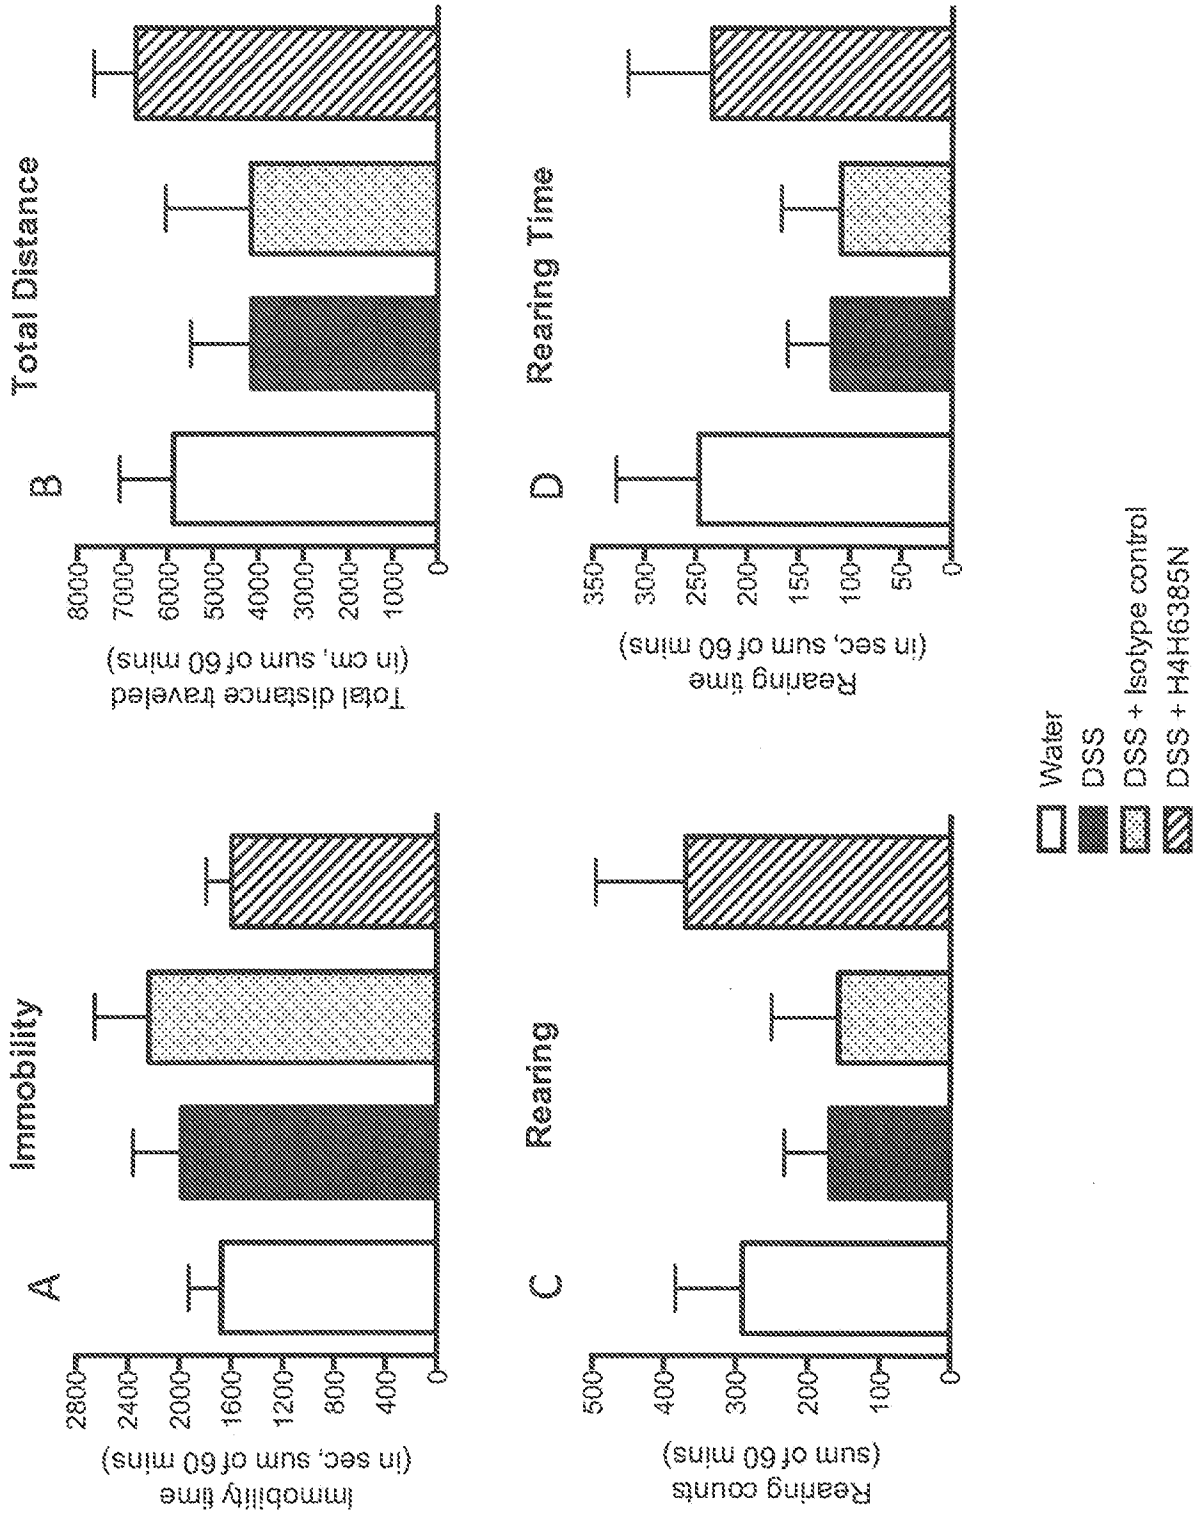 A
Immobility
Immobility time
(in sec, sum of 60 mins)
2800
2400
2000
1600
1200
800
400
0
B
Total Distance
Total distance traveled
(in cm, sum of 60 mins)
8000
7000
6000
5000
4000
3000
2000
1000
0
C
Rearing
Rearing counts
(sum of 60 mins)
500
400
300
200
100
0
D
Rearing Time
Rearing time
(in sec, sum of 60 mins)
350
300
250
200
150
100
50
0
Water
DSS
DSS + Isotype control
DSS + H4H6385N